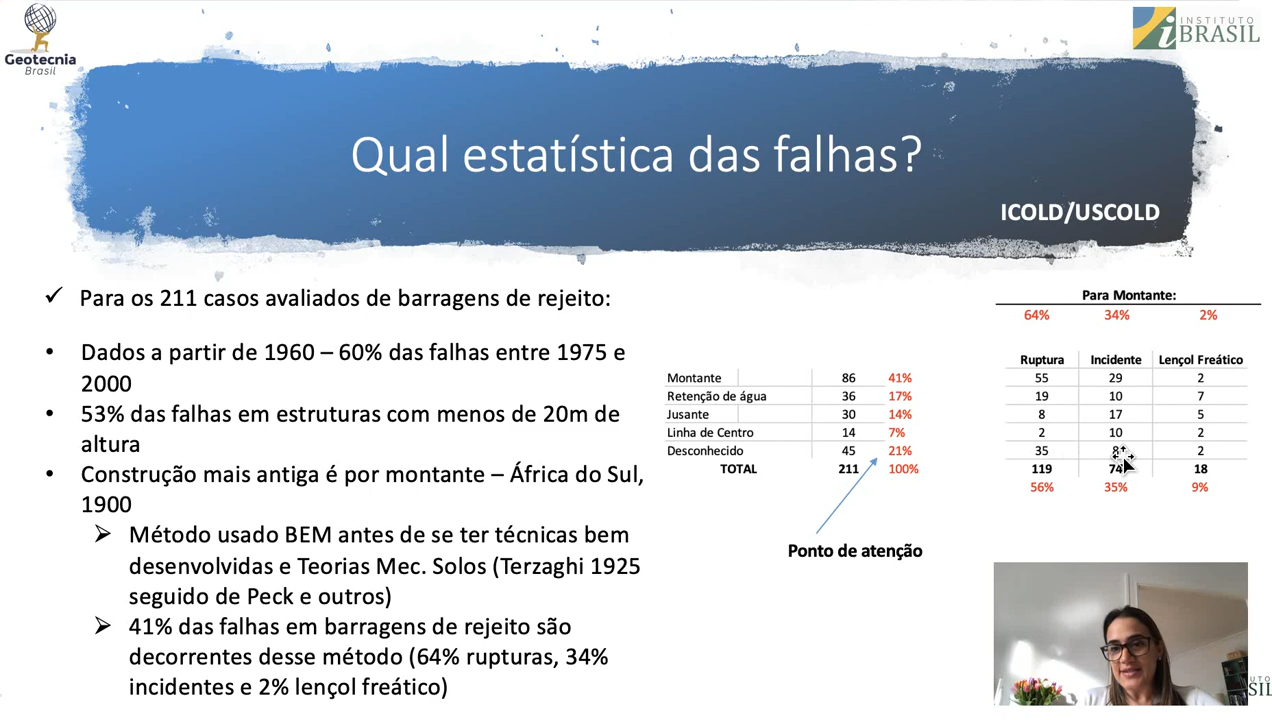 Geotecnia
Brasil
INSTITUTO
BRASIL
Qual estatística das falhas?
ICOLD/USCOLD
✓ Para os 211 casos avaliados de barragens de rejeito:
• Dados a partir de 1960 – 60% das falhas entre 1975 e
2000
• 53% das falhas em estruturas com menos de 20m de
altura
• Construção mais antiga é por montante – África do Sul,
1900
➢ Método usado BEM antes de se ter técnicas bem
desenvolvidas e Teorias Mec. Solos (Terzaghi 1925
seguido de Peck e outros)
➢ 41% das falhas em barragens de rejeito são
decorrentes desse método (64% rupturas, 34%
incidentes e 2% lençol freático)
Montante 86 41%
Retenção de água 36 17%
Jusante 30 14%
Linha de Centro 14 7%
Desconhecido 45 21%
TOTAL 211 100%
Ponto de atenção
Para Montante:
64% 34% 2%
Ruptura Incidente Lençol Freático
55 29 2
19 10 7
8 17 5
2 10 2
35 8 2
119 74 18
56% 35% 9%